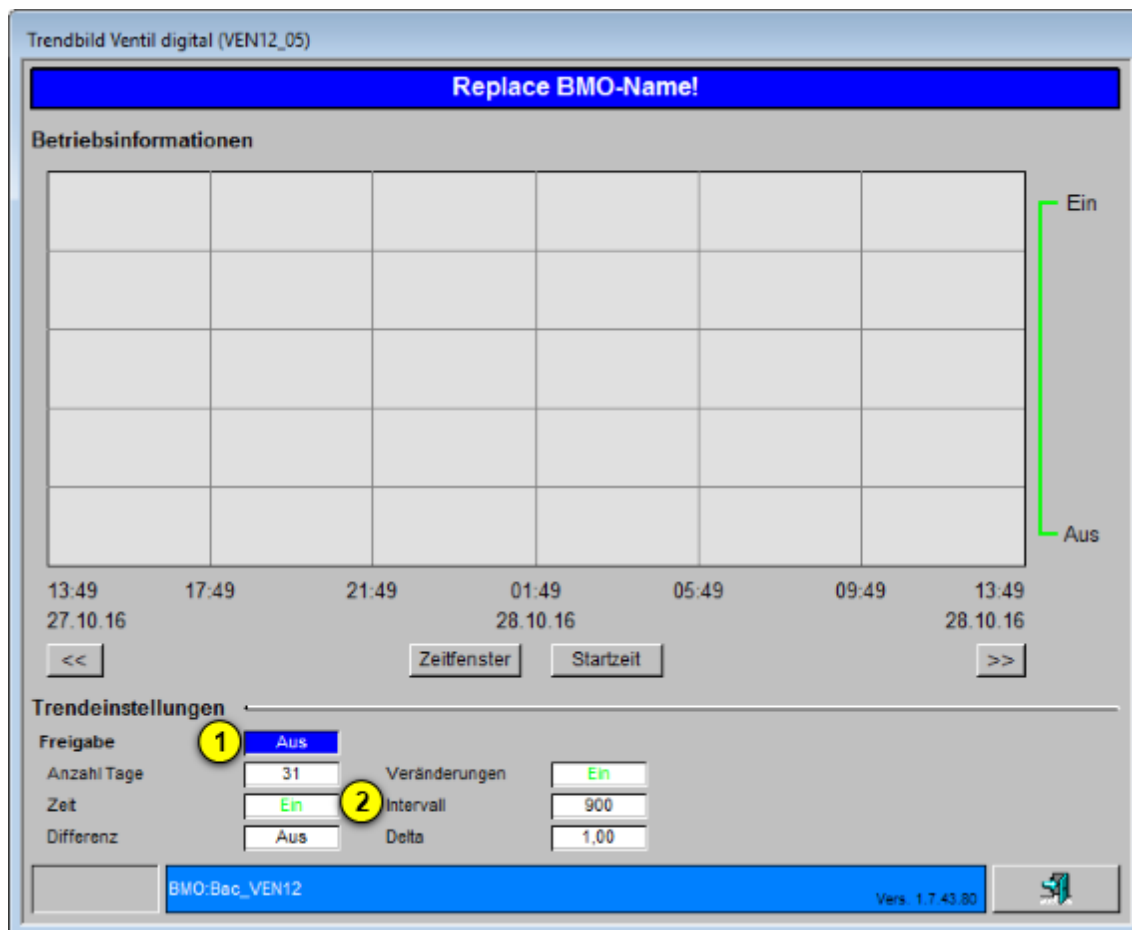 Trendbild Ventil digital (VEN12_05)
Replace BMO-Name!
Betriebsinformationen
Ein
Aus
13:49 17:49 21:49 01:49 05:49 09:49 13:49
27.10.16 28.10.16 28.10.16
<< Zeitfenster Startzeit >>
Trendeinstellungen
Freigabe 1 Aus
Anzahl Tage 31 Veränderungen Ein
Zeit Ein 2 Intervall 900
Differenz Aus Delta 1,00
BMO:Bac_VEN12 Vers. 1.7.43.80